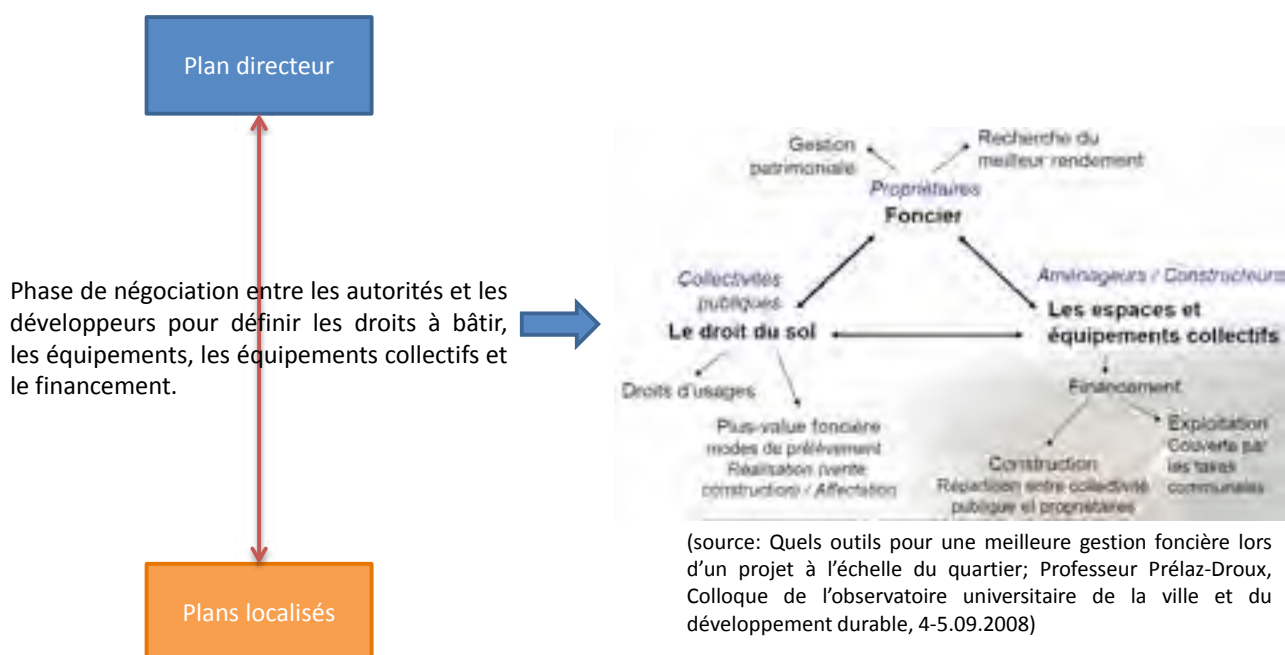 Plan directeur
Phase de négociation entre les autorités et les
développeurs pour définir les droits à bâtir,
les équipements, les équipements collectifs et
le financement.
Plans localisés
Gestion
patrimoniale
Recherche du
meilleur rendement
Propriétaires
Foncier
Collectivités
publiques
Le droit du sol
Droits d'usages
Plus-value foncière
modes de prélèvement
Réalisation (vente
construction) / Affectation
Aménageurs / Constructeurs
Les espaces et
équipements collectifs
Financement
Construction
Répartition entre collectivité
publique et propriétaires
Exploitation
Couverte par
les taxes
communales
(source: Quels outils pour une meilleure gestion foncière lors
d'un projet à l'échelle du quartier; Professeur Prélaz-Droux,
Colloque de l'observatoire universitaire de la ville et du
développement durable, 4-5.09.2008)